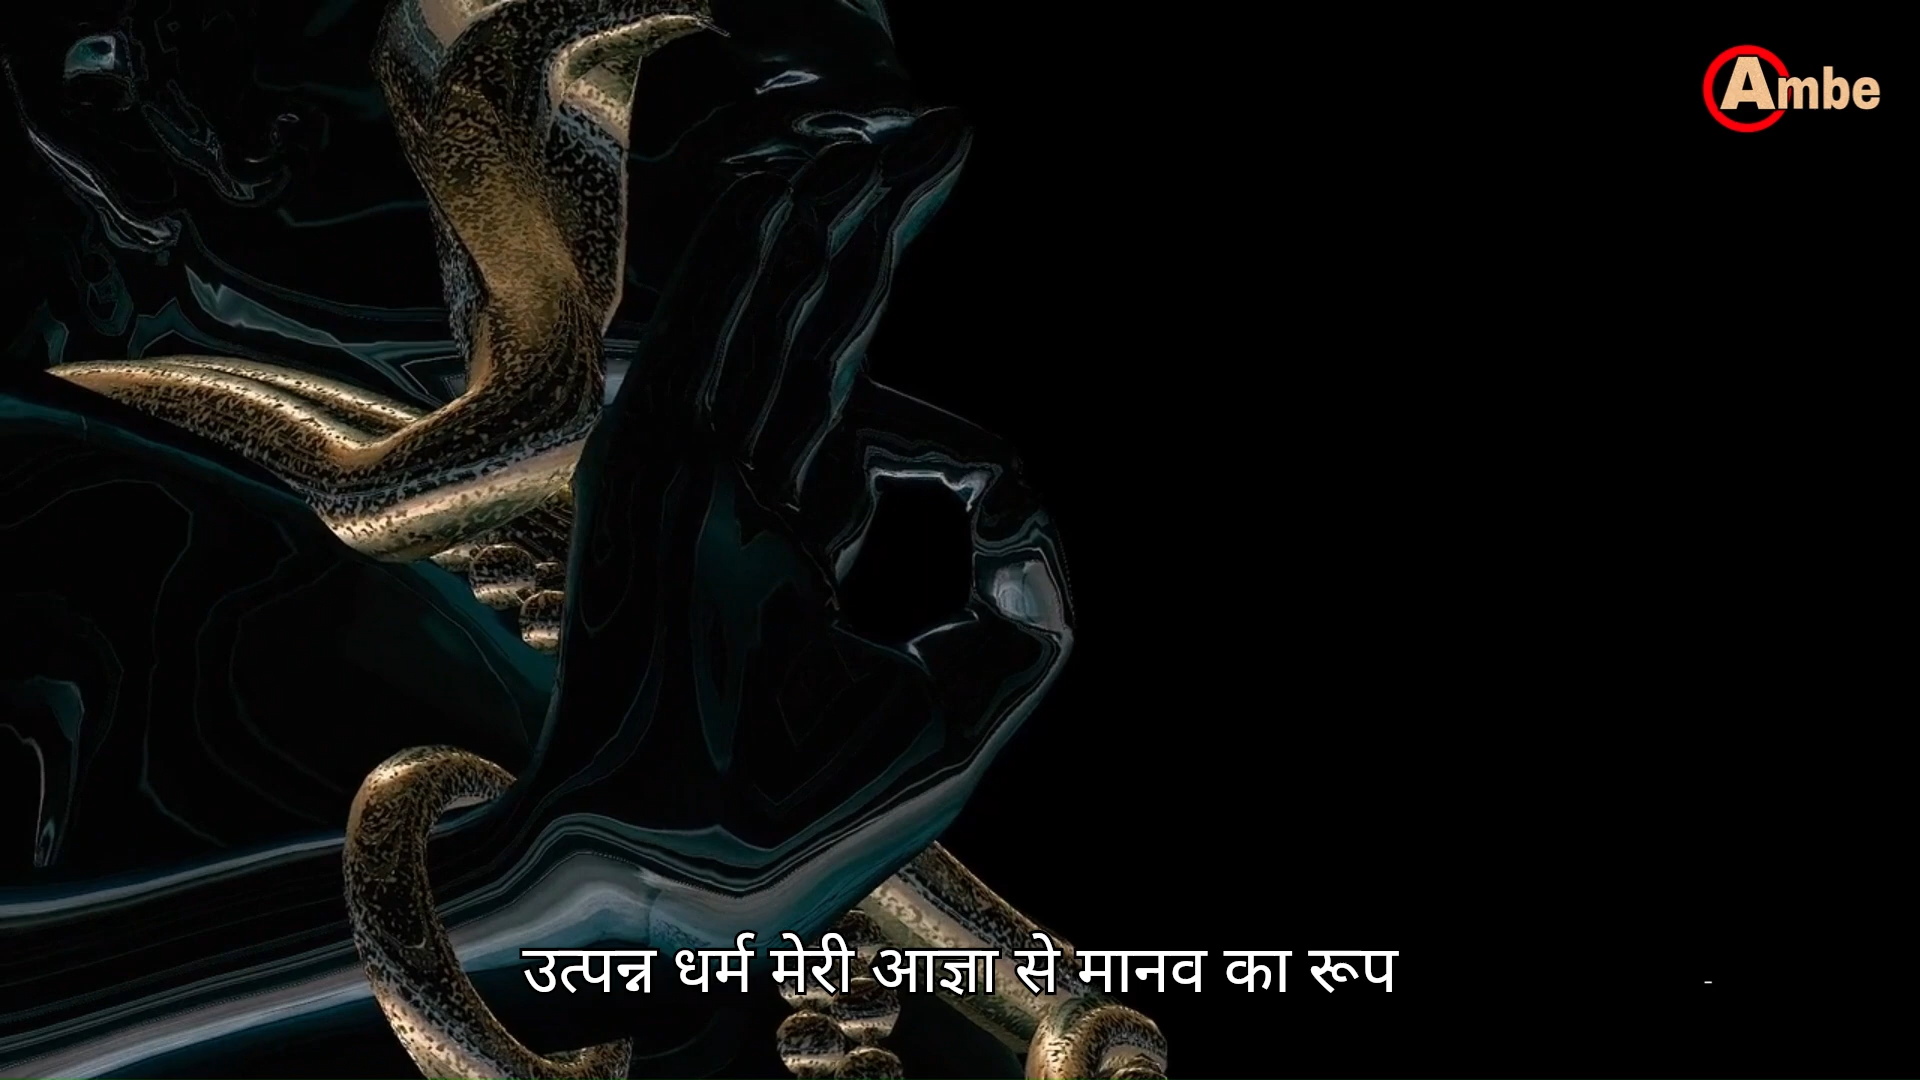 Ambe
उत्पन्न धर्म मेरी आज्ञा से मानव का रूप
-